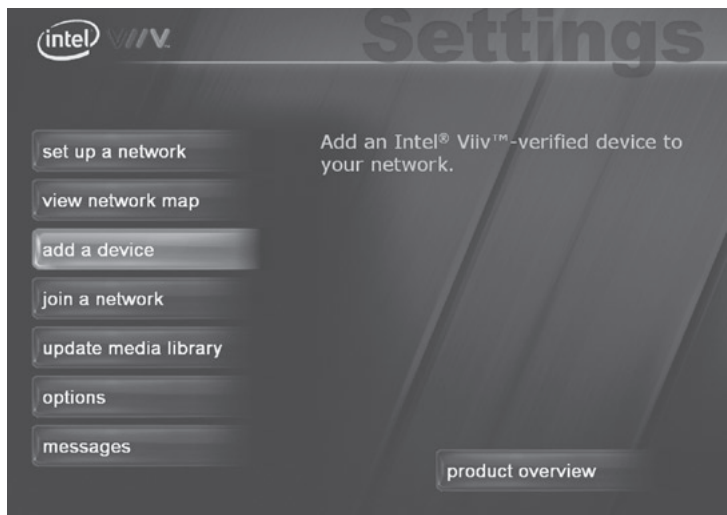 intel VIIV™
Settings
set up a network
view network map
add a device
join a network
update media library
options
messages
Add an Intel® Viiv™-verified device to
your network.
product overview